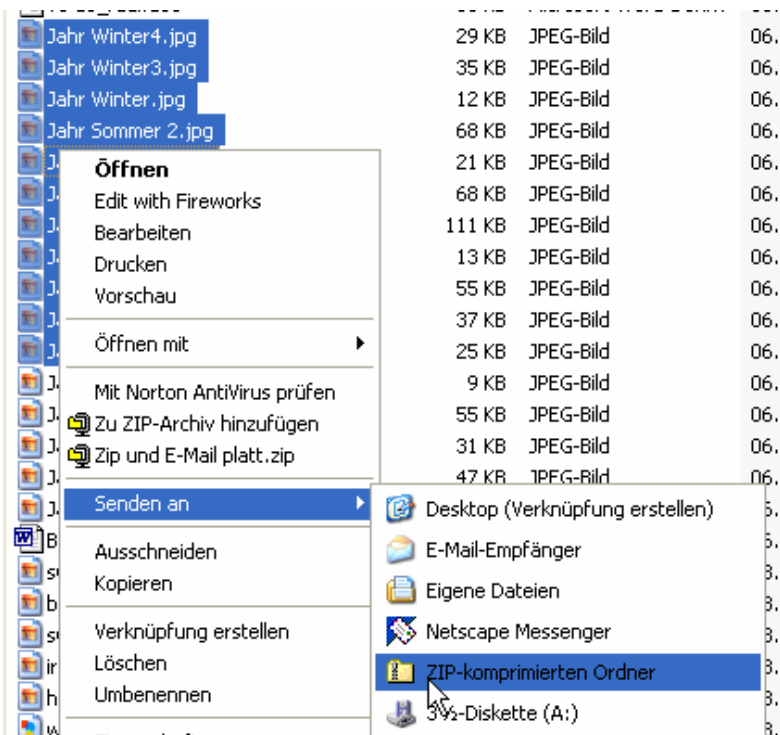 Jahr Winter4.jpg 29 KB JPEG-Bild 06.
Jahr Winter3.jpg 35 KB JPEG-Bild 06.
Jahr Winter.jpg 12 KB JPEG-Bild 06.
Jahr Sommer 2.jpg 68 KB JPEG-Bild 06.
J. 21 KB JPEG-Bild 06.
J. 68 KB JPEG-Bild 06.
J. 111 KB JPEG-Bild 06.
J. 13 KB JPEG-Bild 06.
J. 55 KB JPEG-Bild 06.
J. 37 KB JPEG-Bild 06.
J. 25 KB JPEG-Bild 06.
J. 9 KB JPEG-Bild 06.
J. 55 KB JPEG-Bild 06.
J. 31 KB JPEG-Bild 06.
J. 47 KB JPEG-Bild 06.
Öffnen
Edit with Fireworks
Bearbeiten
Drucken
Vorschau
Öffnen mit
Mit Norton AntiVirus prüfen
Zu ZIP-Archiv hinzufügen
Zip und E-Mail platt.zip
Senden an
Ausschneiden
Kopieren
Verknüpfung erstellen
Löschen
Umbenennen
Desktop (Verknüpfung erstellen)
E-Mail-Empfänger
Eigene Dateien
Netscape Messenger
ZIP-komprimierten Ordner
3½-Diskette (A:)